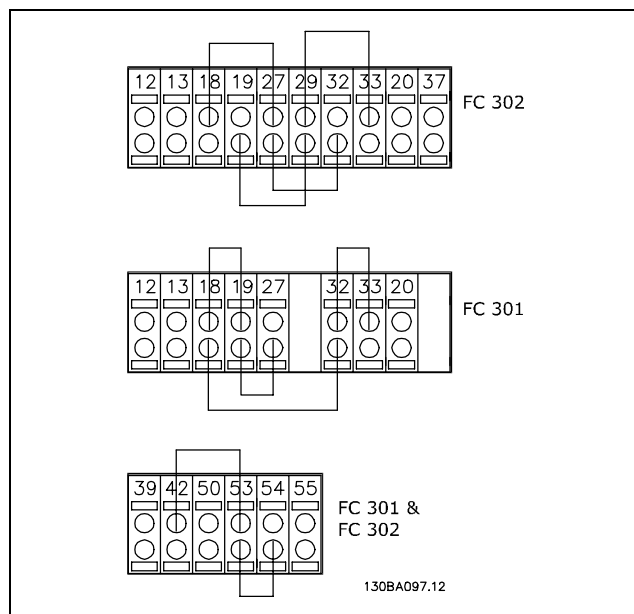 12 13 18 19 27 29 32 33 20 37
FC 302
12 13 18 19 27 32 33 20
FC 301
39 42 50 53 54 55
FC 301 &
FC 302
130BA097.12